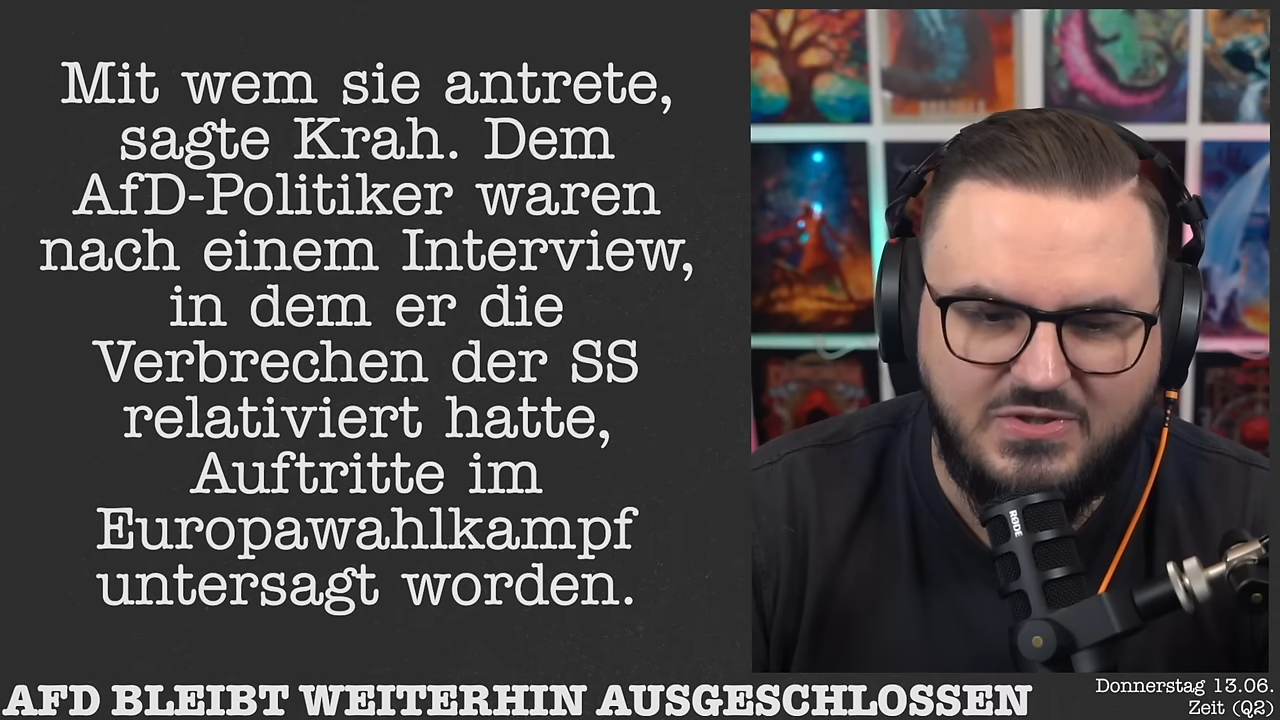 Mit wem sie antrete,
sagte Krah. Dem
AfD-Politiker waren
nach einem Interview,
in dem er die
Verbrechen der SS
relativiert hatte,
Auftritte im
Europawahlkampf
untersagt worden.
RØDE
AFD BLEIBT WEITERHIN AUSGESCHLOSSEN
Donnerstag 13.06.
Zeit (Q2)